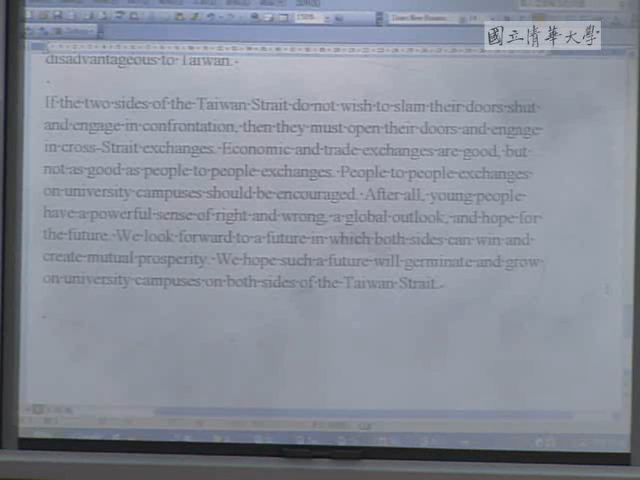 國立清華大學
disadvantageous to Taiwan.
If the two sides of the Taiwan Strait do not wish to slam their doors shut
and engage in confrontation, then they must open their doors and engage
in cross-Strait exchanges. Economic and trade exchanges are good, but
not as good as people to people exchanges. People to people exchanges
on university campuses should be encouraged. After all, young people
have a powerful sense of right and wrong, a global outlook, and hope for
the future. We look forward to a future in which both sides can win and
create mutual prosperity. We hope such a future will germinate and grow
on university campuses on both sides of the Taiwan Strait.